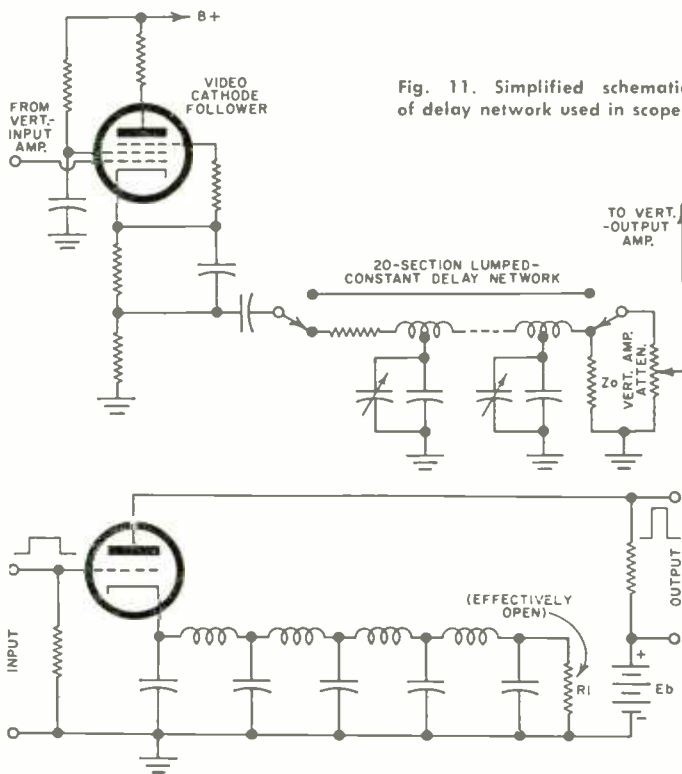 B+
VIDEO
CATHODE
FOLLOWER
FROM
VERT.-
INPUT
AMP.
Fig. 11. Simplified schematic
of delay network used in scope
TO VERT.
-OUTPUT
AMP.
20-SECTION LUMPED-
CONSTANT DELAY NETWORK
Zo
VERT. AMP.
ATTEN.
INPUT
(EFFECTIVELY
OPEN)
R1
+
Eb
-
OUTPUT